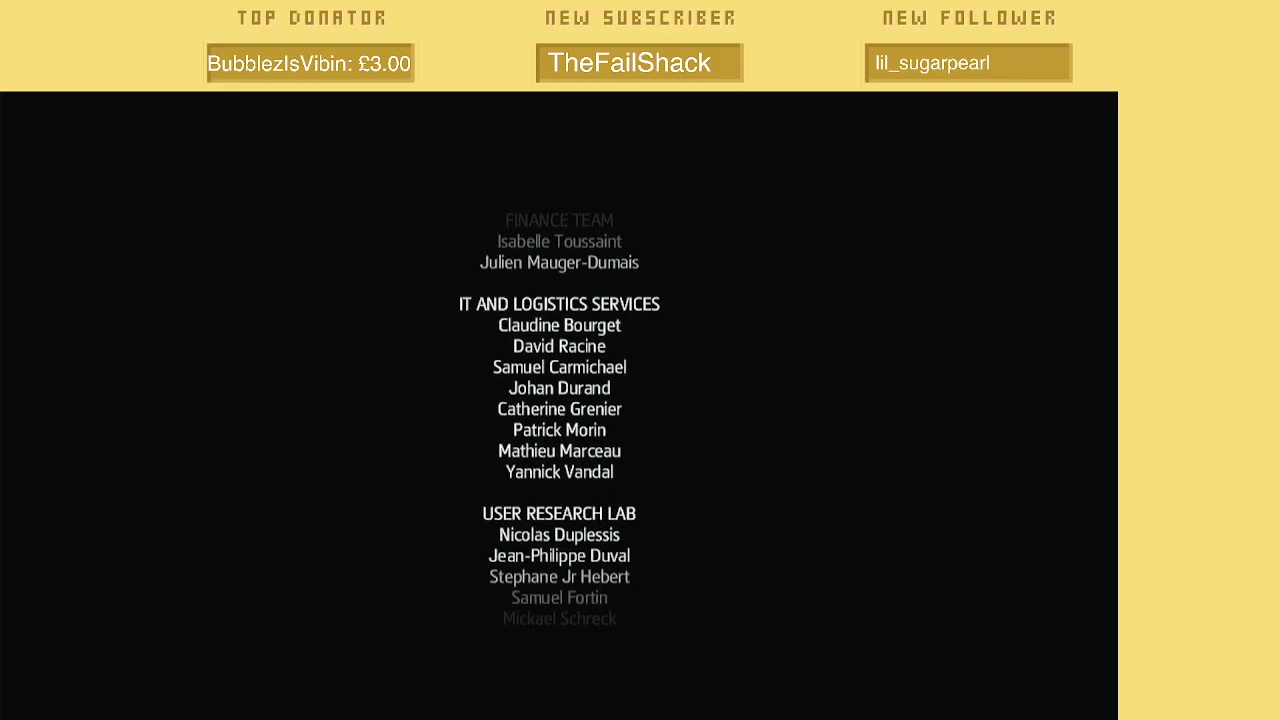 TOP DONATOR
BubblezIsVibin: £3.00
NEW SUBSCRIBER
TheFailShack
NEW FOLLOWER
lil_sugarpearl
FINANCE TEAM
Isabelle Toussaint
Julien Mauger-Dumais
IT AND LOGISTICS SERVICES
Claudine Bourget
David Racine
Samuel Carmichael
Johan Durand
Catherine Grenier
Patrick Morin
Mathieu Marceau
Yannick Vandal
USER RESEARCH LAB
Nicolas Duplessis
Jean-Philippe Duval
Stephane Jr Hebert
Samuel Fortin
Mickael Schreck